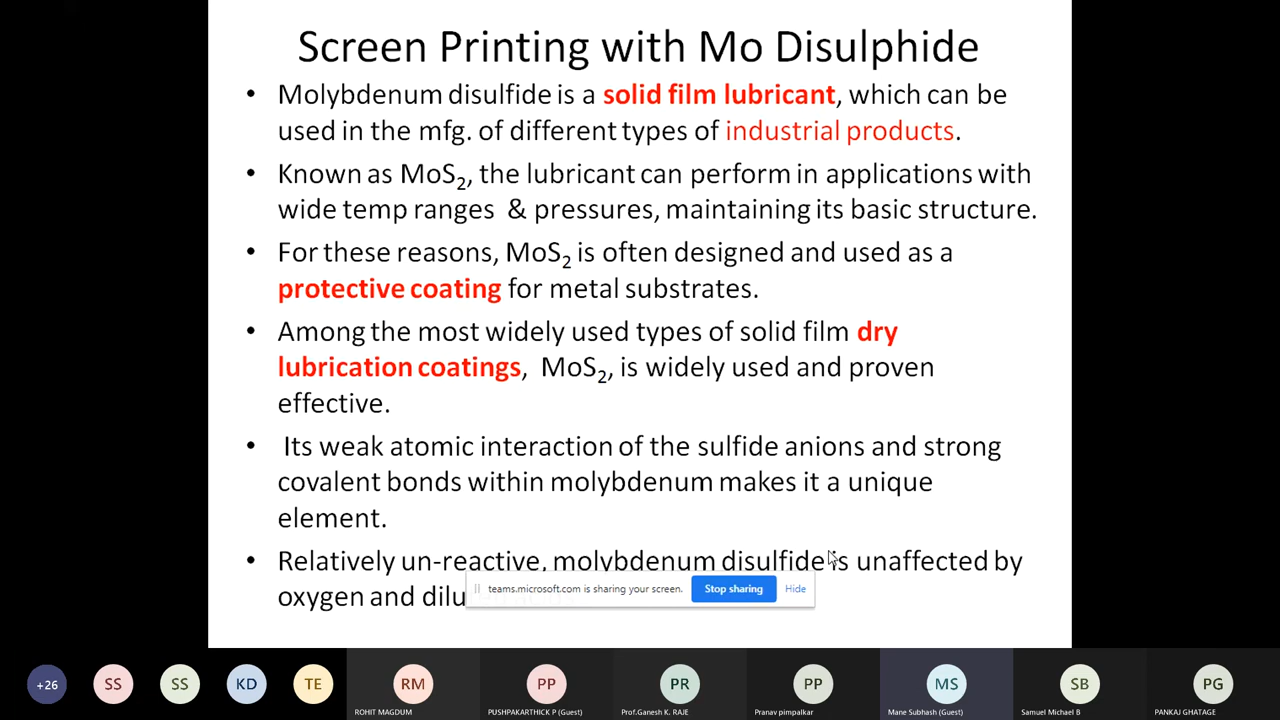 Screen Printing with Mo Disulphide
• Molybdenum disulfide is a solid film lubricant, which can be
used in the mfg. of different types of industrial products.
• Known as MoS₂, the lubricant can perform in applications with
wide temp ranges & pressures, maintaining its basic structure.
• For these reasons, MoS₂ is often designed and used as a
protective coating for metal substrates.
• Among the most widely used types of solid film dry
lubrication coatings, MoS₂, is widely used and proven
effective.
• Its weak atomic interaction of the sulfide anions and strong
covalent bonds within molybdenum makes it a unique
element.
• Relatively un-reactive, molybdenum disulfide is unaffected by
oxygen and
teams.microsoft.com is sharing your screen. Stop sharing Hide
+26 SS SS KD TE RM PP PR PP MS SB PG
ROHIT MAGDUM PUSHPAKARTHICK P (Guest) Prof.Ganesh K. RAJE Pranav pimpalkar Mane Subhash (Guest) Samuel Michael B PANKAJ GHATAGE